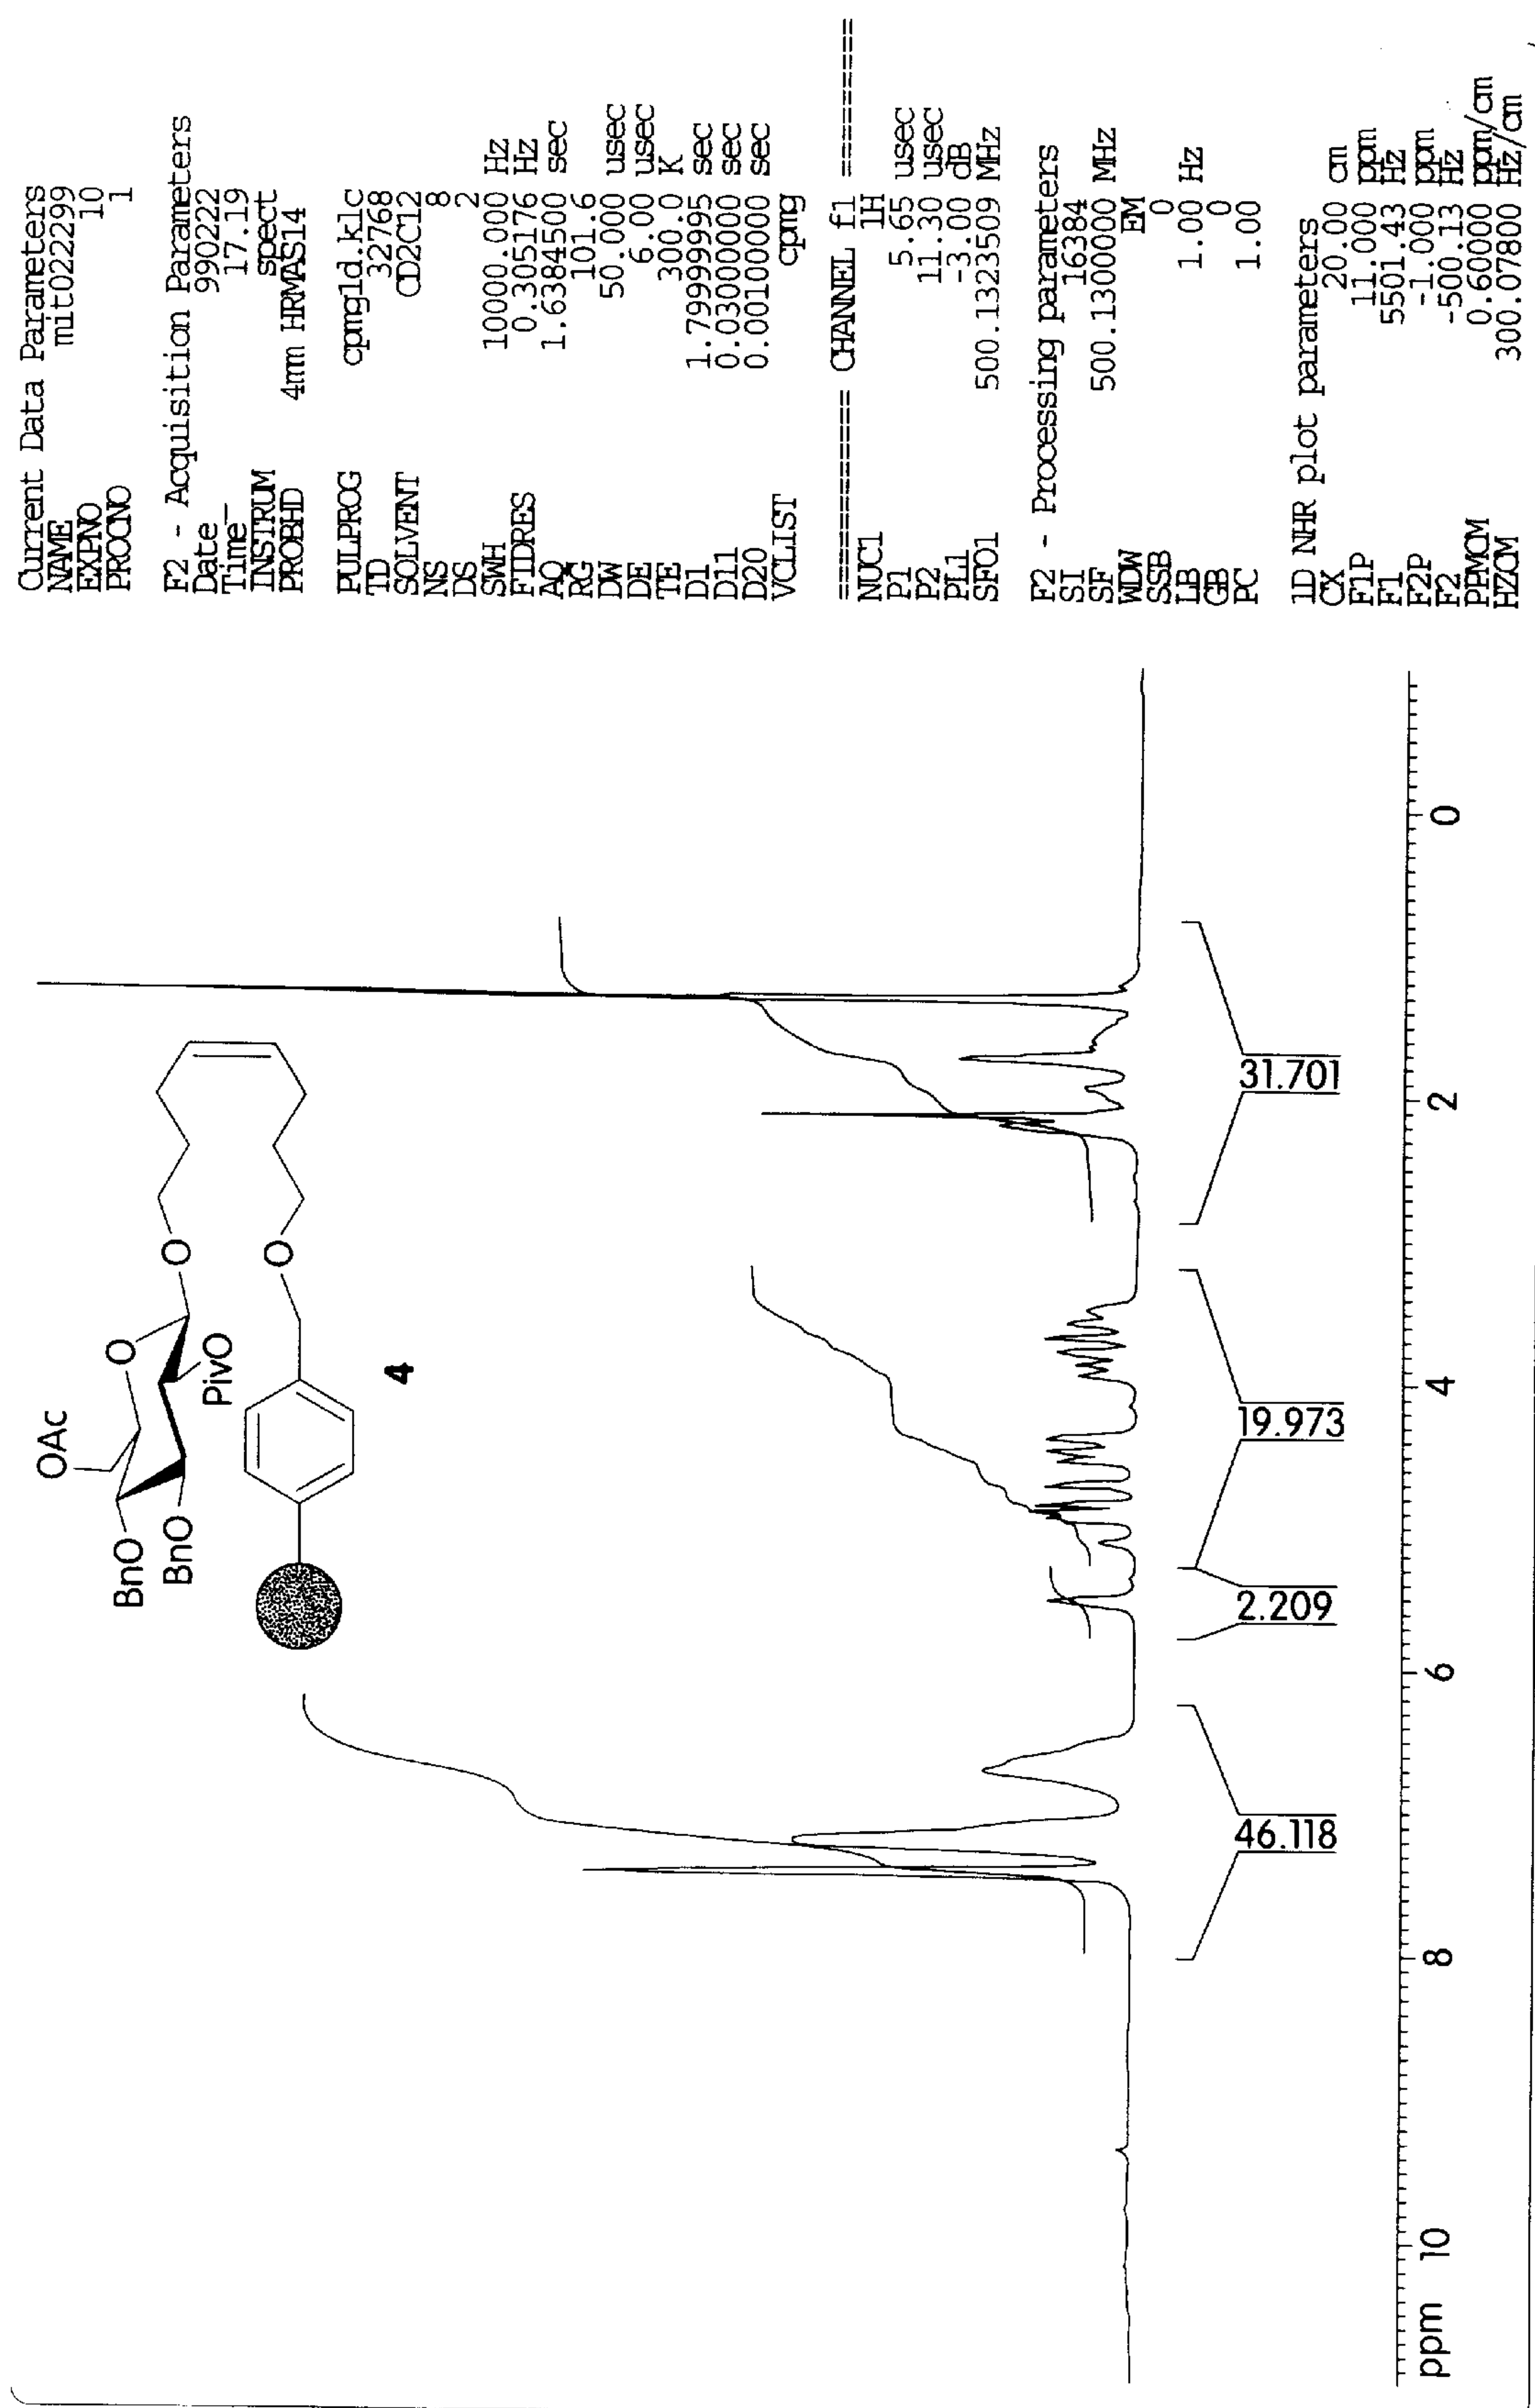 Current Data Parameters
NAME mit022299
EXPNO 10
PROCNO 1
F2 - Acquisition Parameters
Date_ 990222
Time 17.19
INSTRUM spect
PROBHD 4mm HRMAS14
PULPROG cpmg1d.klc
TD 32768
SOLVENT CD2Cl2
NS 8
DS 2
SWH 10000.000 Hz
FIDRES 0.305176 Hz
AQ 1.6384500 sec
RG 101.6
DW 50.000 usec
DE 6.00 usec
TE 300.0 K
D1 1.79999995 sec
D11 0.03000000 sec
D20 0.00100000 sec
VCLIST cpmg
======== CHANNEL f1 ========
NUC1 1H
P1 5.65 usec
P2 11.30 usec
PL1 -3.00 dB
SFO1 500.1323509 MHz
F2 - Processing parameters
SI 16384
SF 500.1300000 MHz
WDW EM
SSB 0
LB 1.00 Hz
GB 0
PC 1.00
1D NHR plot parameters
CX 20.00 cm
F1P 11.000 ppm
F1 5501.43 Hz
F2P -1.000 ppm
F2 -500.13 Hz
PPMCM 0.60000 ppm/cm
HZCM 300.07800 Hz/cm
OAc
BnO
BnO
O
PivO
O
O
4
46.118
2.209
19.973
31.701
ppm 10 8 6 4 2 0